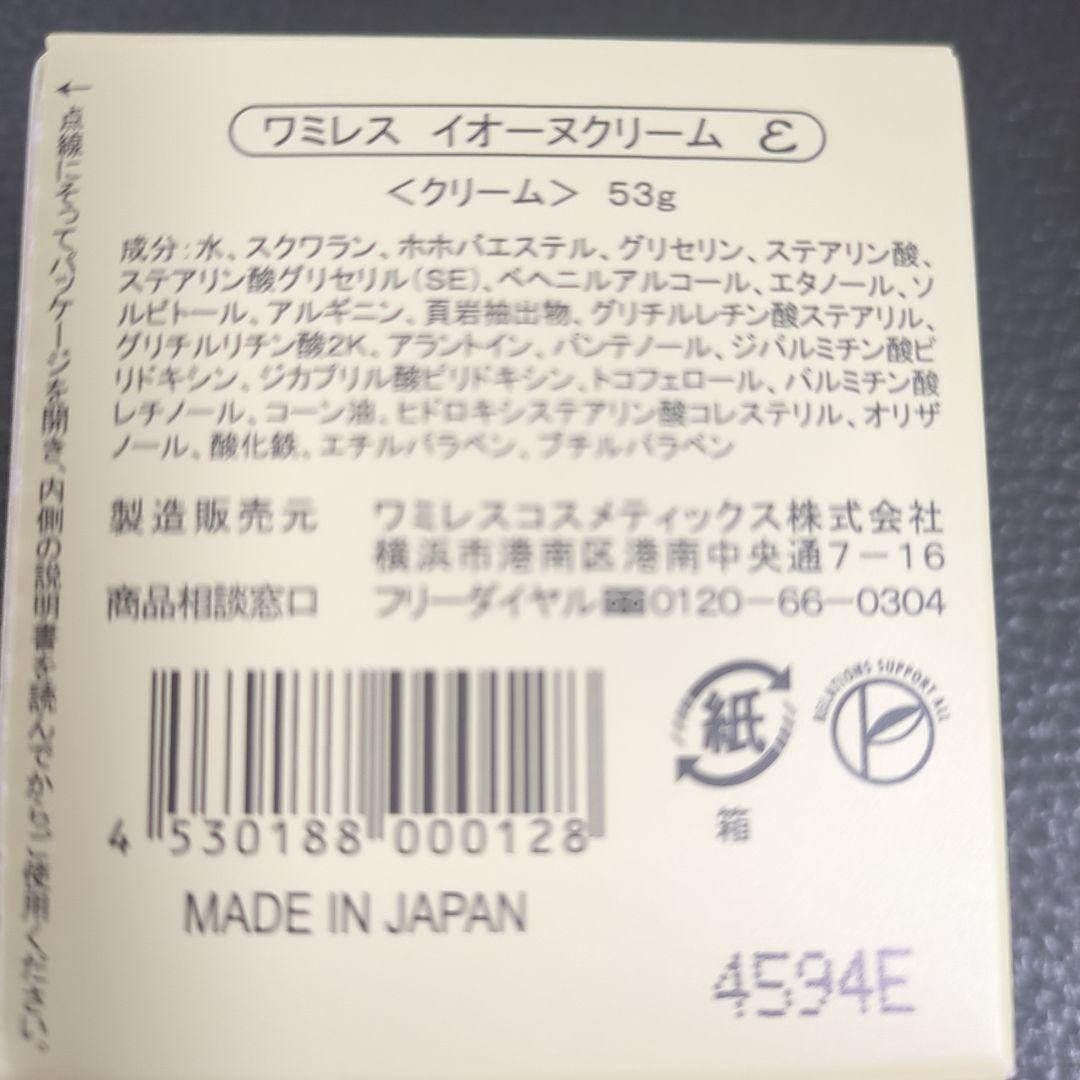 ワミレス イオーヌクリーム ε
<クリーム> 53g
成分:水、スクワラン、ホホバエステル、グリセリン、ステアリン酸、
ステアリン酸グリセリル(SE)、ベヘニルアルコール、エタノール、ソ
ルビトール、アルギニン、頁岩抽出物、グリチルレチン酸ステアリル、
グリチルリチン酸2K、アラントイン、パンテノール、ジパルミチン酸ピ
リドキシン、ジカプリル酸ピリドキシン、トコフェロール、パルミチン酸
レチノール、コーン油、ヒドロキシステアリン酸コレステリル、オリザ
ノール、酸化鉄、エチルパラベン、ブチルパラベン
製造販売元 ワミレスコスメティックス株式会社
横浜市港南区港南中央通7-16
商品相談窓口 フリーダイヤル0120-66-0304
紙
箱
RELATIONS SUPPORT ALL
4 530188 000128
MADE IN JAPAN
4594E
←点線にそってパッケージを開き、内側の説明書を読んでからご使用ください。